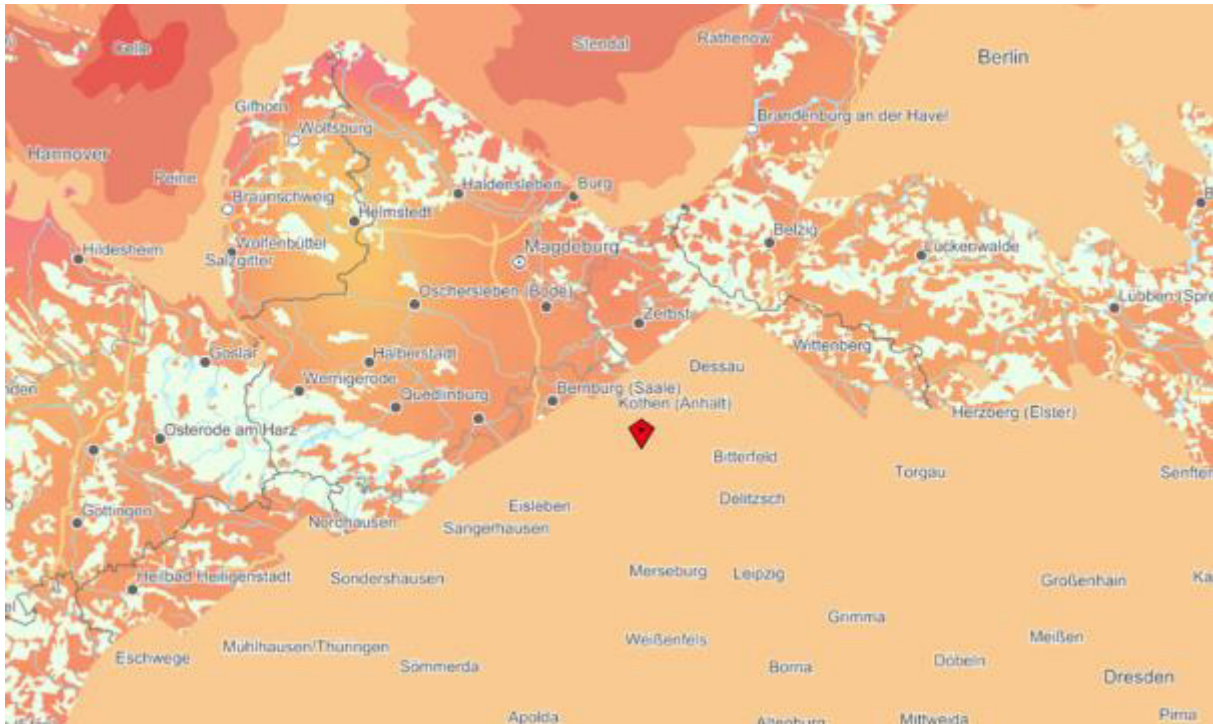 Celle
Stendal
Rathenow
Berlin
Gifhorn
Wolfsburg
Brandenburg an der Havel
Hannover
Peine
Braunschweig
Haldensleben
Burg
Helmstedt
Hildesheim
Wolfenbüttel
Salzgitter
Magdeburg
Belzig
Luckenwalde
Oschersleben (Bode)
Zerbst
Lübben (Spre
Wittenberg
Goslar
Halberstadt
Dessau
Wernigerode
Bernburg (Saale)
Quedlinburg
Köthen (Anhalt)
Herzberg (Elster)
Osterode am Harz
Bitterfeld
Torgau
Senften
Delitzsch
Eisleben
Göttingen
Nordhausen
Sangerhausen
Merseburg
Leipzig
Heilbad Heiligenstadt
Sondershausen
Großenhain
Ka
Grimma
Weißenfels
Meißen
Mühlhausen/Thüringen
Eschwege
Sömmerda
Borna
Döbeln
Dresden
Apolda
Altenburg
Mittweida
Pirna